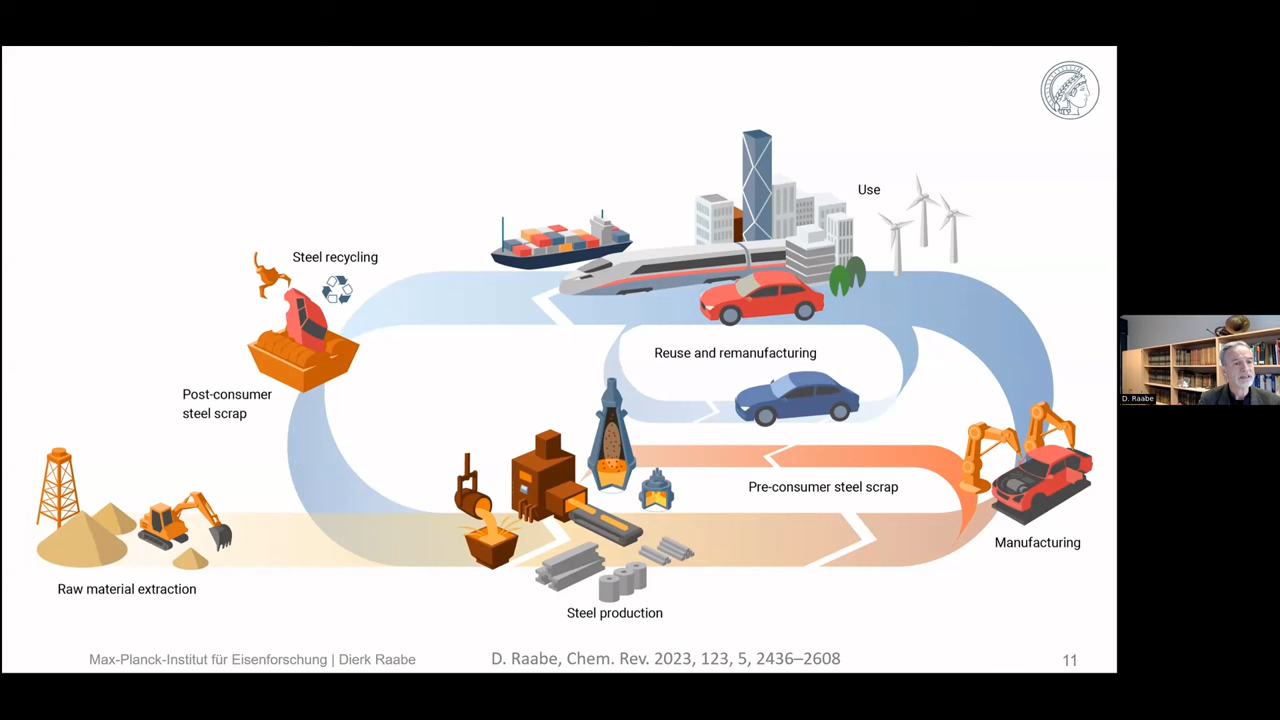 Use
Steel recycling
Reuse and remanufacturing
Post-consumer
steel scrap
Pre-consumer steel scrap
Manufacturing
Raw material extraction
Steel production
Max-Planck-Institut für Eisenforschung | Dierk Raabe
D. Raabe, Chem. Rev. 2023, 123, 5, 2436–2608
11
D. Raabe